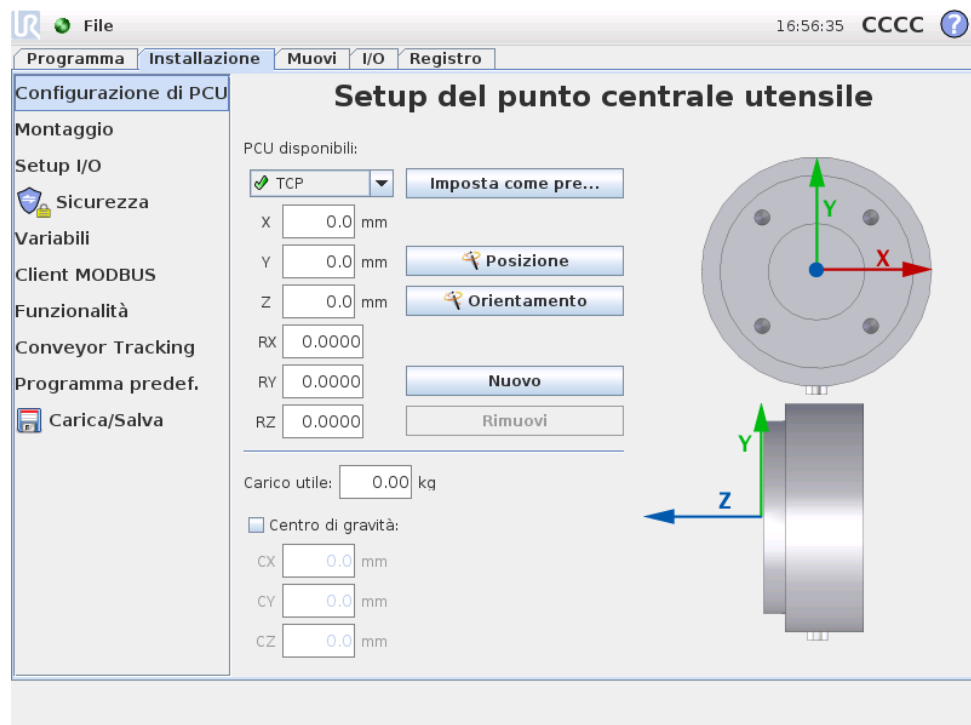 UR File 16:56:35 CCCC ?
Programma Installazione Muovi I/O Registro
Configurazione di PCU
Montaggio
Setup I/O
Sicurezza
Variabili
Client MODBUS
Funzionalità
Conveyor Tracking
Programma predef.
Carica/Salva
Setup del punto centrale utensile
PCU disponibili:
TCP Imposta come pre...
X 0.0 mm
Y 0.0 mm Posizione
Z 0.0 mm Orientamento
RX 0.0000
RY 0.0000 Nuovo
RZ 0.0000 Rimuovi
Carico utile: 0.00 kg
Centro di gravità:
CX 0.0 mm
CY 0.0 mm
CZ 0.0 mm
Y
X
Y
Z